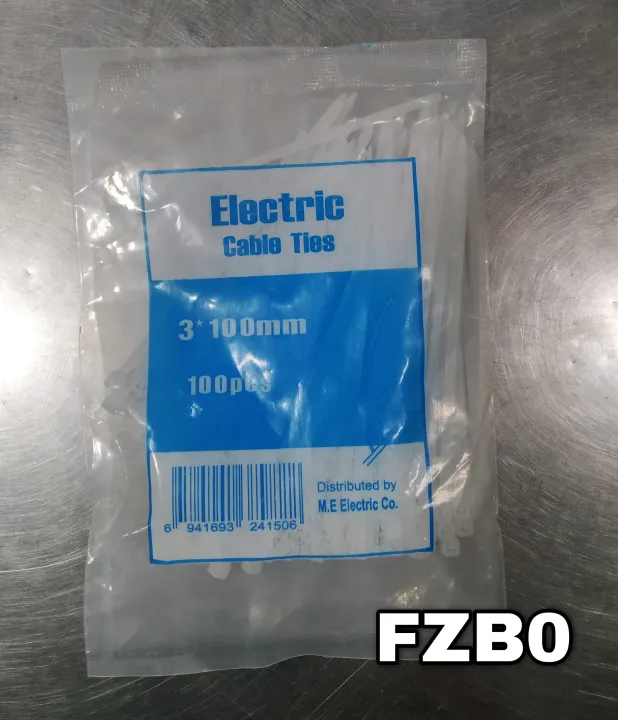 Electric
Cable Ties
3*100mm
100pcs
Distributed by
M.E Electric Co.
6 941693 241506
FZB0